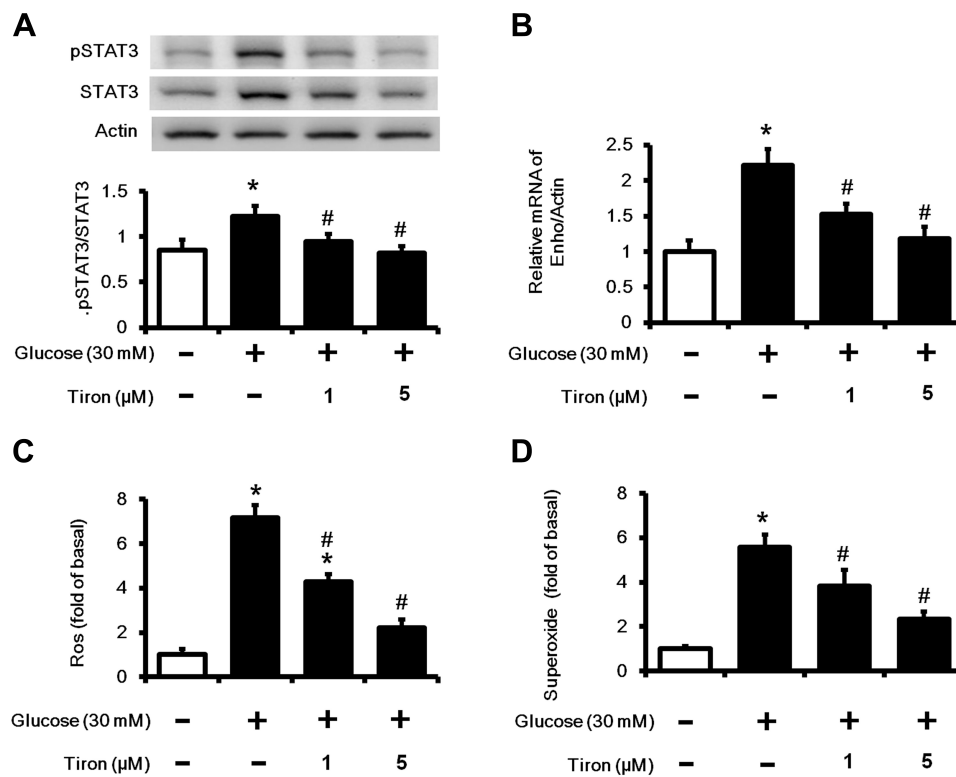 A
pSTAT3
STAT3
Actin
.pSTAT3/STAT3
1.5
1
0.5
0
*
#
#
Glucose (30 mM) – + + +
Tiron (µM) – – 1 5
B
Relative mRNA of
Enho/Actin
2.5
2
1.5
1
0.5
0
*
#
#
Glucose (30 mM) – + + +
Tiron (µM) – – 1 5
C
Ros (fold of basal)
8
6
4
2
0
*
#
*
#
Glucose (30 mM) – + + +
Tiron (µM) – – 1 5
D
Superoxide (fold of basal)
8
6
4
2
0
*
#
#
Glucose (30 mM) – + + +
Tiron (µM) – – 1 5